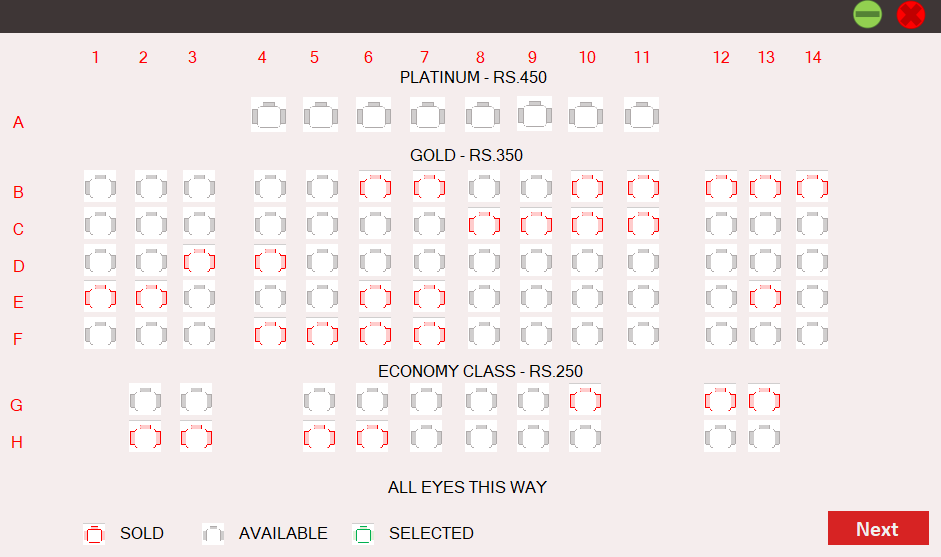 1 2 3 4 5 6 7 8 9 10 11 12 13 14
PLATINUM - RS.450
A
GOLD - RS.350
B
C
D
E
F
ECONOMY CLASS - RS.250
G
H
ALL EYES THIS WAY
SOLD AVAILABLE SELECTED
Next